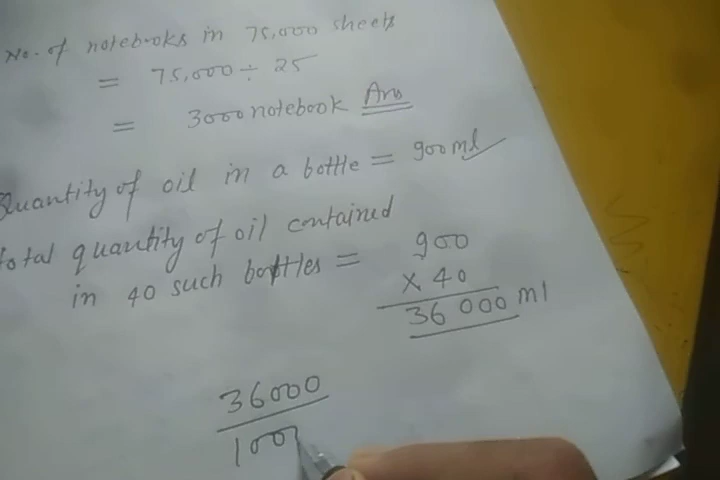 No. of notebooks in 75,000 sheets
= 75,000 ÷ 25
= 3000 notebook Ans
Quantity of oil in a bottle = 900 ml
total quantity of oil contained
in 40 such bottles = 900
× 40
36 000 ml
36000
1000